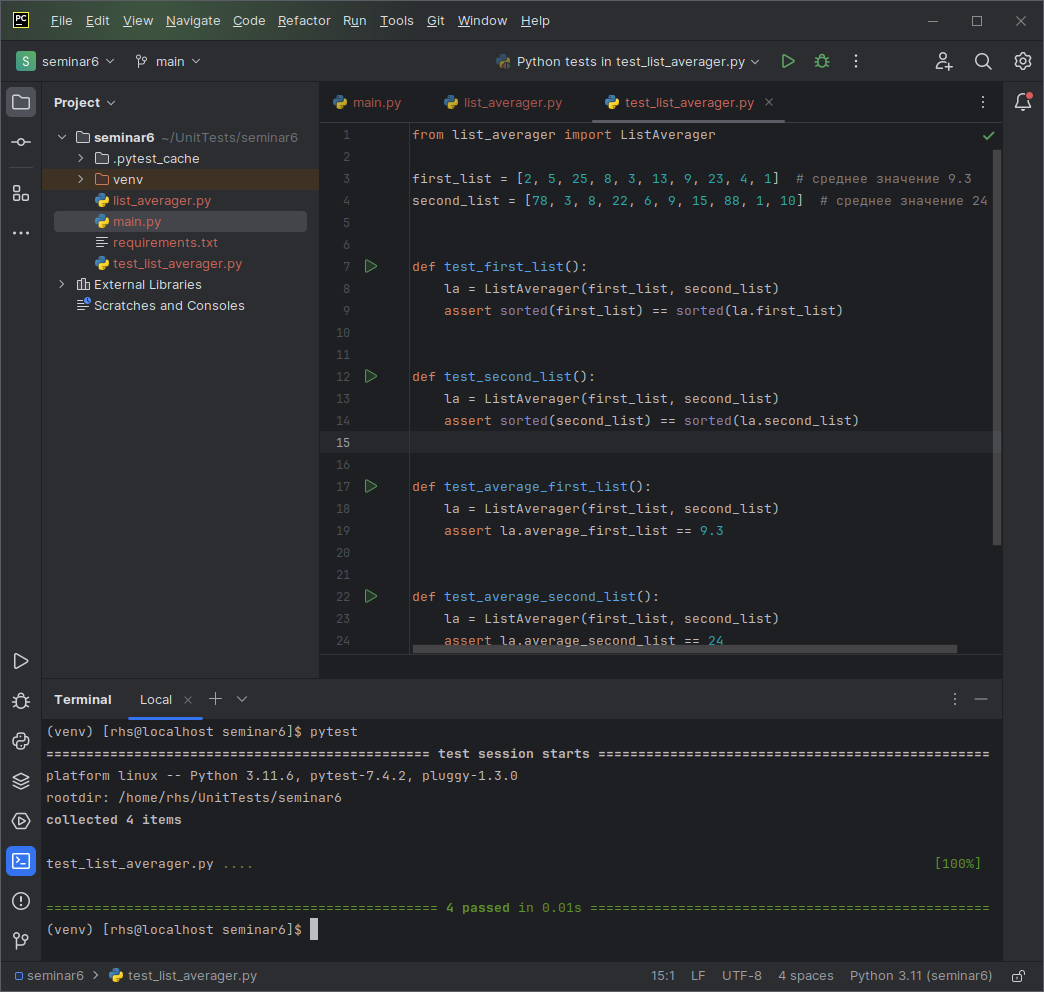 PC File Edit View Navigate Code Refactor Run Tools Git Window Help
S seminar6 main Python tests in test_list_averager.py
Project
main.py list_averager.py test_list_averager.py
seminar6 ~/UnitTests/seminar6
.pytest_cache
venv
list_averager.py
main.py
requirements.txt
test_list_averager.py
External Libraries
Scratches and Consoles
1 from list_averager import ListAverager
2
3 first_list = [2, 5, 25, 8, 3, 13, 9, 23, 4, 1]  # среднее значение 9.3
4 second_list = [78, 3, 8, 22, 6, 9, 15, 88, 1, 10]  # среднее значение 24
5
6
7 def test_first_list():
8     la = ListAverager(first_list, second_list)
9     assert sorted(first_list) == sorted(la.first_list)
10
11
12 def test_second_list():
13     la = ListAverager(first_list, second_list)
14     assert sorted(second_list) == sorted(la.second_list)
15
16
17 def test_average_first_list():
18     la = ListAverager(first_list, second_list)
19     assert la.average_first_list == 9.3
20
21
22 def test_average_second_list():
23     la = ListAverager(first_list, second_list)
24     assert la.average_second_list == 24
Terminal Local
(venv) [rhs@localhost seminar6]$ pytest
================================================ test session starts =================================================
platform linux -- Python 3.11.6, pytest-7.4.2, pluggy-1.3.0
rootdir: /home/rhs/UnitTests/seminar6
collected 4 items
test_list_averager.py .... [100%]
================================================= 4 passed in 0.01s ==================================================
(venv) [rhs@localhost seminar6]$
seminar6 > test_list_averager.py 15:1 LF UTF-8 4 spaces Python 3.11 (seminar6)